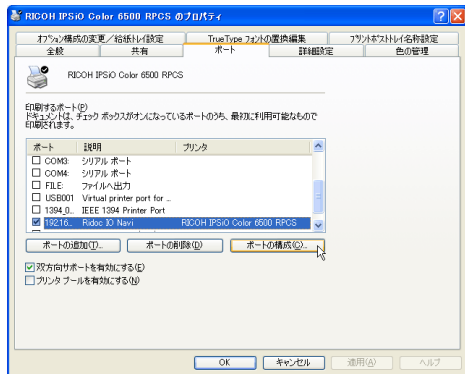 RICOH IPSiO Color 6500 RPCS のプロパティ
オプション構成の変更／給紙トレイ設定 TrueType フォントの置換編集 プリントポストトレイ名称設定
全般 共有 ポート 詳細設定 色の管理
RICOH IPSiO Color 6500 RPCS
印刷するポート(P)
ドキュメントは、チェック ボックスがオンになっているポートのうち、最初に利用可能なもので
印刷されます。
ポート 説明 プリンタ
COM3: シリアル ポート
COM4: シリアル ポート
FILE: ファイルへ出力
USB001 Virtual printer port for ...
1394_0... IEEE 1394 Printer Port
192.16... Ridoc IO Navi RICOH IPSiO Color 6500 RPCS
ポートの追加(T)... ポートの削除(D) ポートの構成(C)...
双方向サポートを有効にする(E)
プリンタ プールを有効にする(N)
OK キャンセル 適用(A) ヘルプ